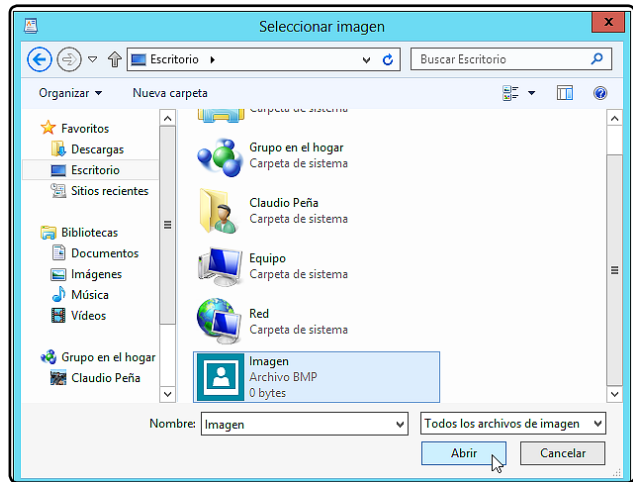 Seleccionar imagen
x
Escritorio
Buscar Escritorio
Organizar
Nueva carpeta
Favoritos
Descargas
Escritorio
Sitios recientes
Bibliotecas
Documentos
Imágenes
Música
Vídeos
Grupo en el hogar
Claudio Peña
Carpeta de sistema
Grupo en el hogar
Carpeta de sistema
Claudio Peña
Carpeta de sistema
Equipo
Carpeta de sistema
Red
Carpeta de sistema
Imagen
Archivo BMP
0 bytes
Nombre: Imagen
Todos los archivos de imagen
Abrir
Cancelar